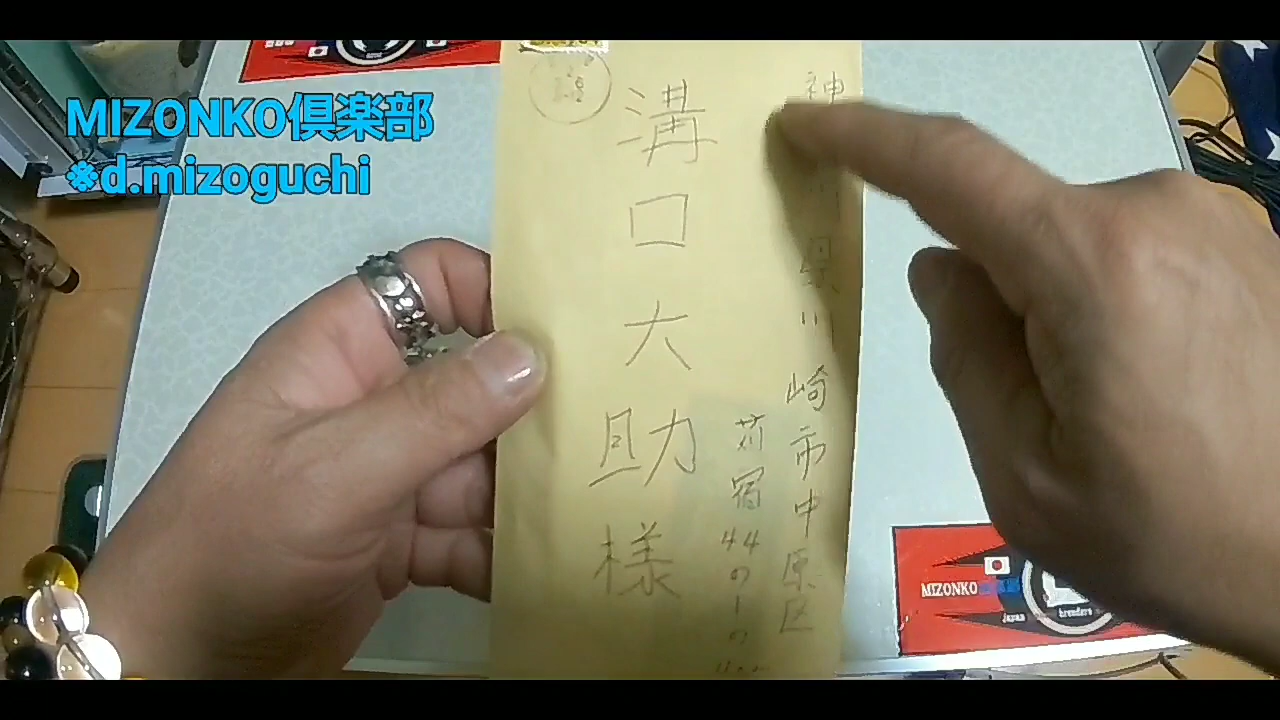 MIZONKO倶楽部
※d.mizoguchi
神 県川崎市中原区
苅宿44の1の
溝口大助様
MIZONKO
Japan